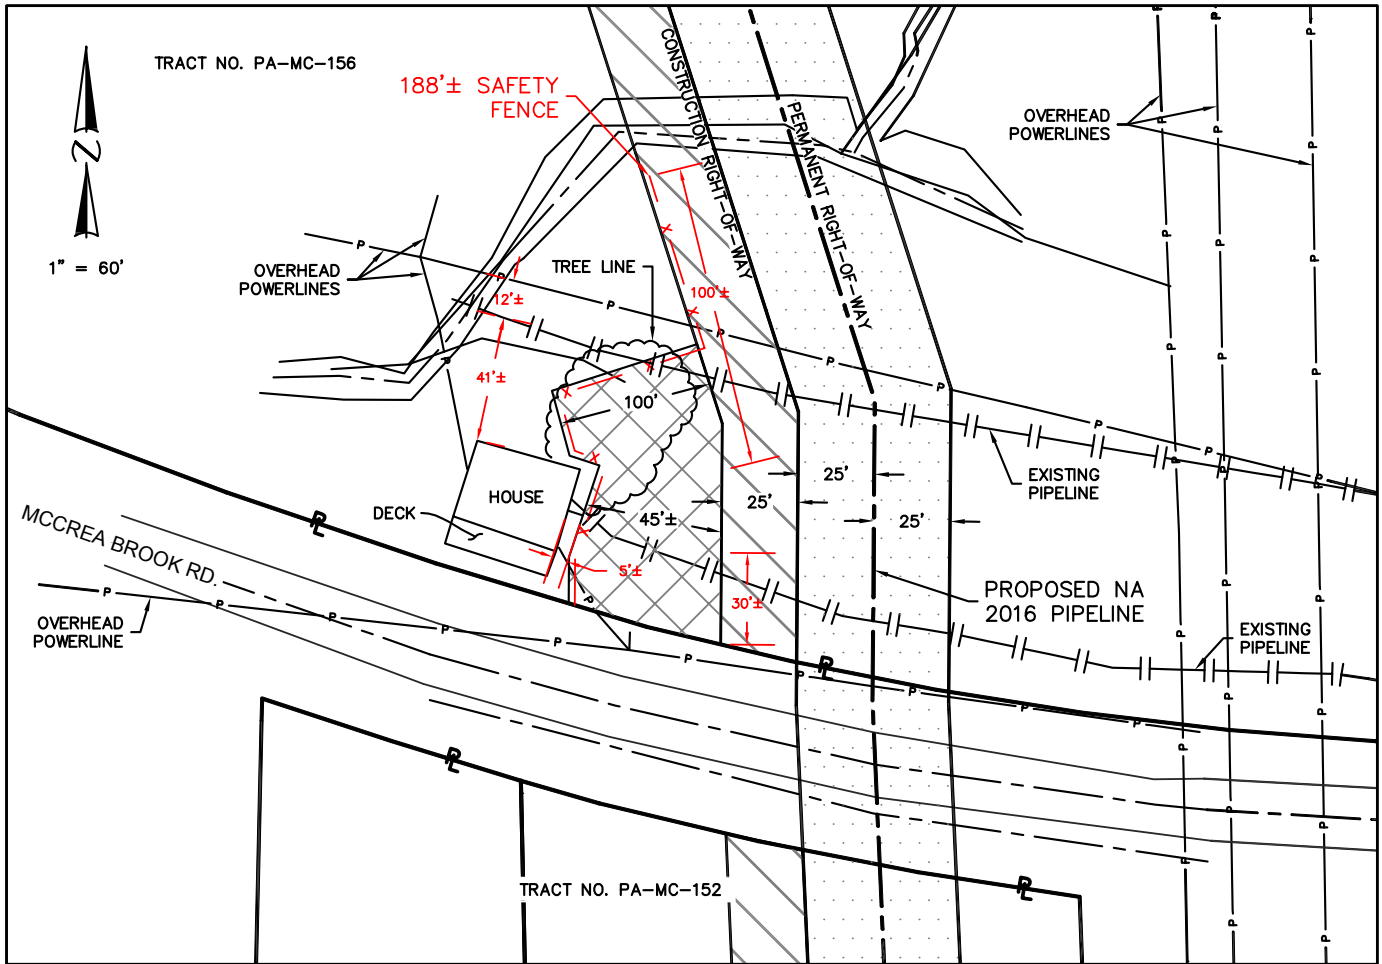 TRACT NO. PA-MC-156
188'± SAFETY
FENCE
CONSTRUCTION RIGHT-OF-WAY
PERMANENT RIGHT-OF-WAY
OVERHEAD
POWERLINES
N
1" = 60'
OVERHEAD
POWERLINES
TREE LINE
12'±
100'±
41'±
100'
HOUSE
DECK
45'±
25'
25'
25'
EXISTING
PIPELINE
5'±
30'±
MCCREA BROOK RD.
OVERHEAD
POWERLINE
PROPOSED NA
2016 PIPELINE
EXISTING
PIPELINE
TRACT NO. PA-MC-152